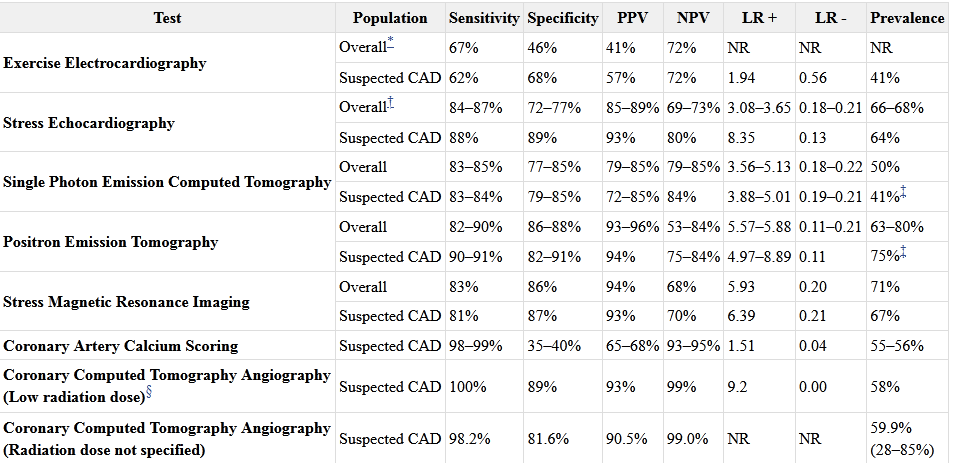 Test Population Sensitivity Specificity PPV NPV LR + LR - Prevalence
Exercise Electrocardiography
Overall* 67% 46% 41% 72% NR NR NR
Suspected CAD 62% 68% 57% 72% 1.94 0.56 41%
Stress Echocardiography
Overall† 84–87% 72–77% 85–89% 69–73% 3.08–3.65 0.18–0.21 66–68%
Suspected CAD 88% 89% 93% 80% 8.35 0.13 64%
Single Photon Emission Computed Tomography
Overall 83–85% 77–85% 79–85% 79–85% 3.56–5.13 0.18–0.22 50%
Suspected CAD 83–84% 79–85% 72–85% 84% 3.88–5.01 0.19–0.21 41%‡
Positron Emission Tomography
Overall 82–90% 86–88% 93–96% 53–84% 5.57–5.88 0.11–0.21 63–80%
Suspected CAD 90–91% 82–91% 94% 75–84% 4.97–8.89 0.11 75%‡
Stress Magnetic Resonance Imaging
Overall 83% 86% 94% 68% 5.93 0.20 71%
Suspected CAD 81% 87% 93% 70% 6.39 0.21 67%
Coronary Artery Calcium Scoring Suspected CAD 98–99% 35–40% 65–68% 93–95% 1.51 0.04 55–56%
Coronary Computed Tomography Angiography
(Low radiation dose)§ Suspected CAD 100% 89% 93% 99% 9.2 0.00 58%
Coronary Computed Tomography Angiography
(Radiation dose not specified) Suspected CAD 98.2% 81.6% 90.5% 99.0% NR NR 59.9%
(28–85%)